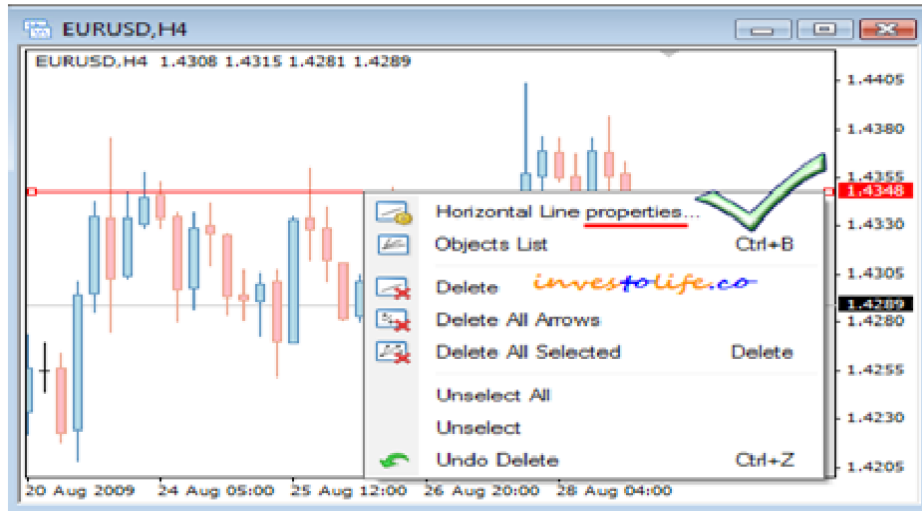 EURUSD,H4
EURUSD,H4 1.4308 1.4315 1.4281 1.4289
1.4405
1.4380
1.4355
1.4348
1.4330
1.4305
1.4289
1.4280
1.4255
1.4230
1.4205
Horizontal Line properties...
Objects List Ctrl+B
Delete
investolife.co
Delete All Arrows
Delete All Selected Delete
Unselect All
Unselect
Undo Delete Ctrl+Z
20 Aug 2009 24 Aug 05:00 25 Aug 12:00 26 Aug 20:00 28 Aug 04:00